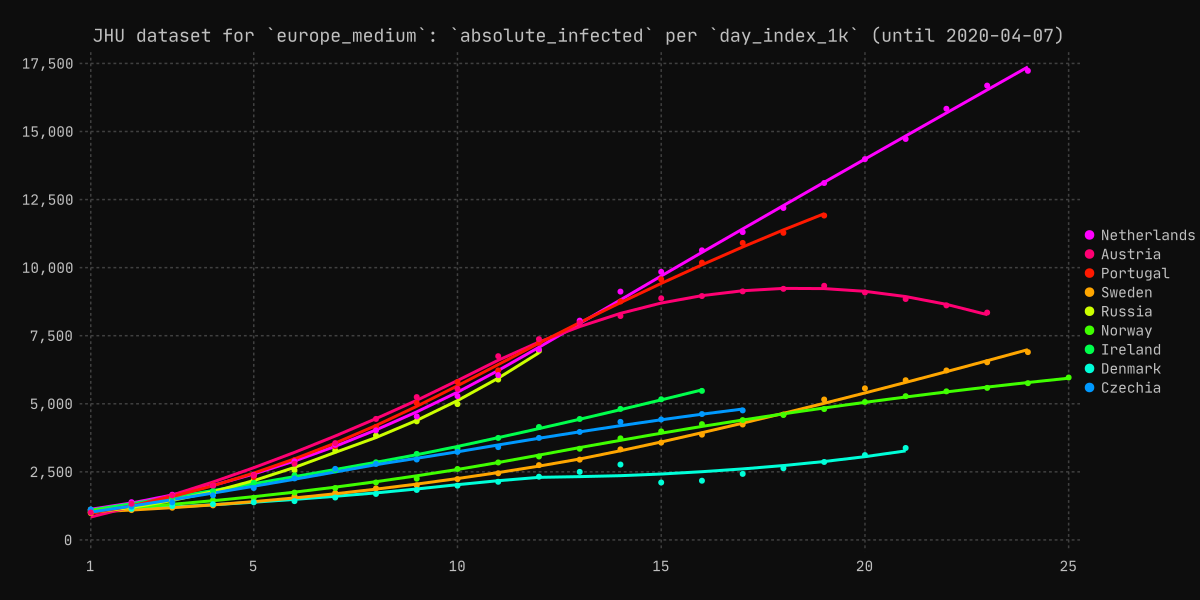 JHU dataset for `europe_medium`: `absolute_infected` per `day_index_1k` (until 2020-04-07)
17,500
15,000
12,500
10,000
7,500
5,000
2,500
0
1 5 10 15 20 25
Netherlands
Austria
Portugal
Sweden
Russia
Norway
Ireland
Denmark
Czechia